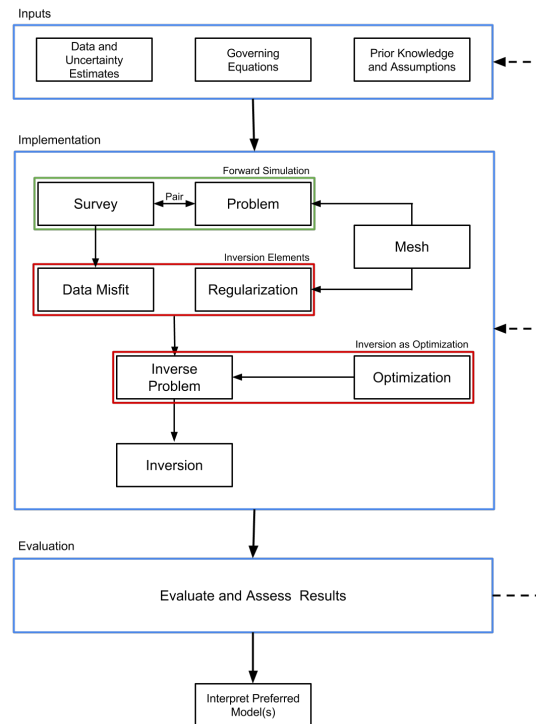 Inputs
Data and
Uncertainty
Estimates
Governing
Equations
Prior Knowledge
and Assumptions
Implementation
Forward Simulation
Survey
Pair
Problem
Mesh
Inversion Elements
Data Misfit
Regularization
Inversion as Optimization
Inverse
Problem
Optimization
Inversion
Evaluation
Evaluate and Assess Results
Interpret Preferred
Model(s)